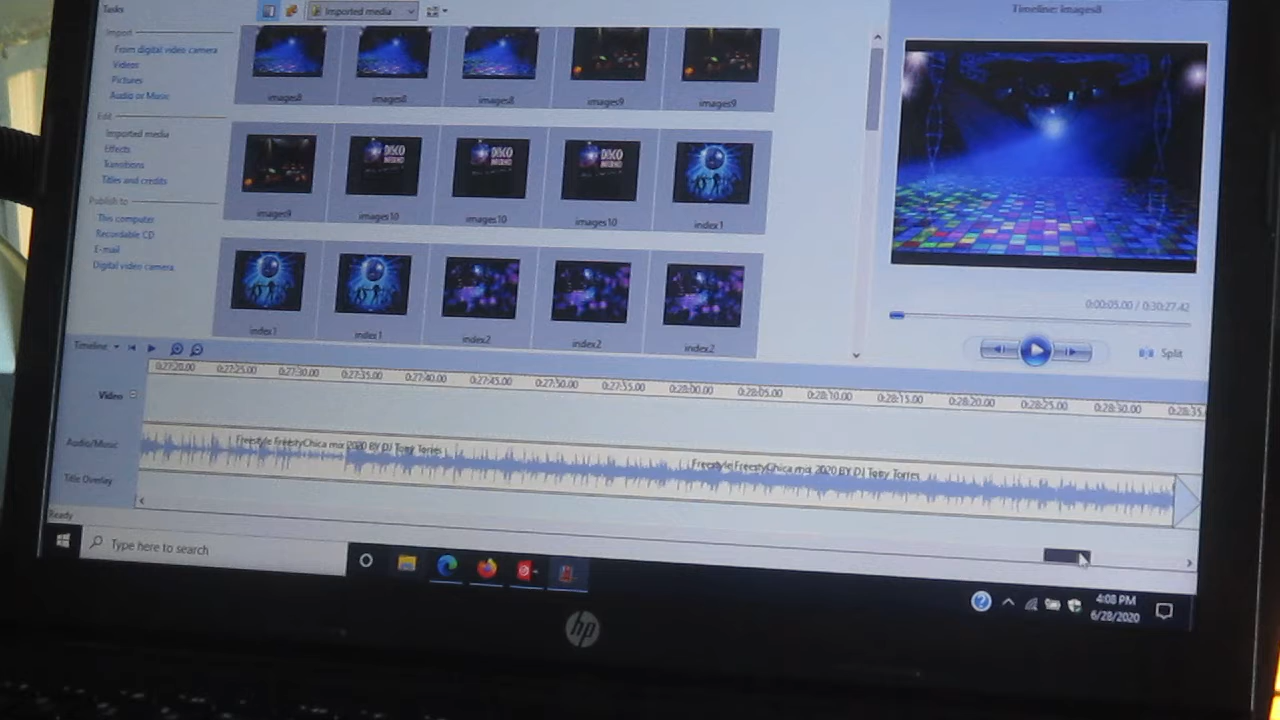 Tasks
Imported media
Timeline: images8
Import
From digital video camera
Videos
Pictures
Audio or Music
Edit
Imported media
Effects
Transitions
Titles and credits
Publish to
This computer
Recordable CD
E-mail
Digital video camera
images8
images8
images8
images9
images9
images9
images10
images10
images10
index1
DISCO
DISCO
DISCO
index1
index1
index2
index2
index2
0:00:05.00 / 0:30:27.42
Split
Timeline
0:27:20.00 0:27:25.00 0:27:30.00 0:27:35.00 0:27:40.00 0:27:45.00 0:27:50.00 0:27:55.00 0:28:00.00 0:28:05.00 0:28:10.00 0:28:15.00 0:28:20.00 0:28:25.00 0:28:30.00 0:28:35
Video
Audio/Music
Freestyle FreestyChica mix 2020 BY DJ Tony Torres
Freestyle FreestyChica mix 2020 BY DJ Tony Torres
Title Overlay
Ready
Type here to search
4:08 PM
6/28/2020
hp